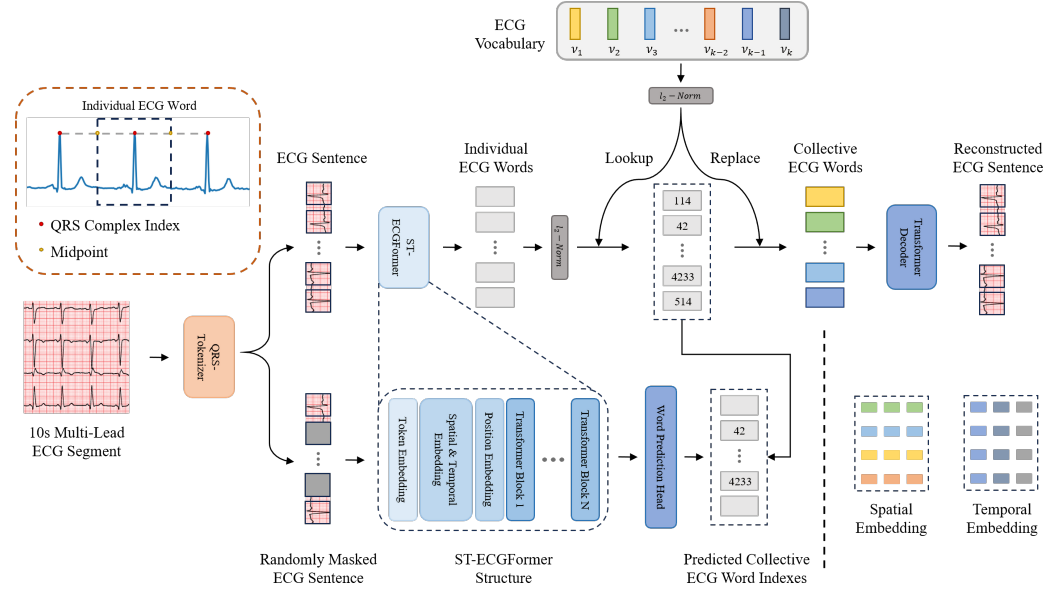 ECG
Vocabulary
v₁
v₂
v₃
...
vₖ₋₂
vₖ₋₁
vₖ
l₂ − Norm
Individual ECG Word
QRS Complex Index
Midpoint
ECG Sentence
ST-
ECGFormer
Individual
ECG Words
l₂ − Norm
Lookup
Replace
114
42
4233
514
Collective
ECG Words
Transformer
Decoder
Reconstructed
ECG Sentence
QRS-
Tokenizer
10s Multi-Lead
ECG Segment
Randomly Masked
ECG Sentence
Token Embedding
Spatial & Temporal
Embedding
Position Embedding
Transformer Block 1
Transformer Block N
ST-ECGFormer
Structure
Word Prediction Head
42
4233
Predicted Collective
ECG Word Indexes
Spatial
Embedding
Temporal
Embedding